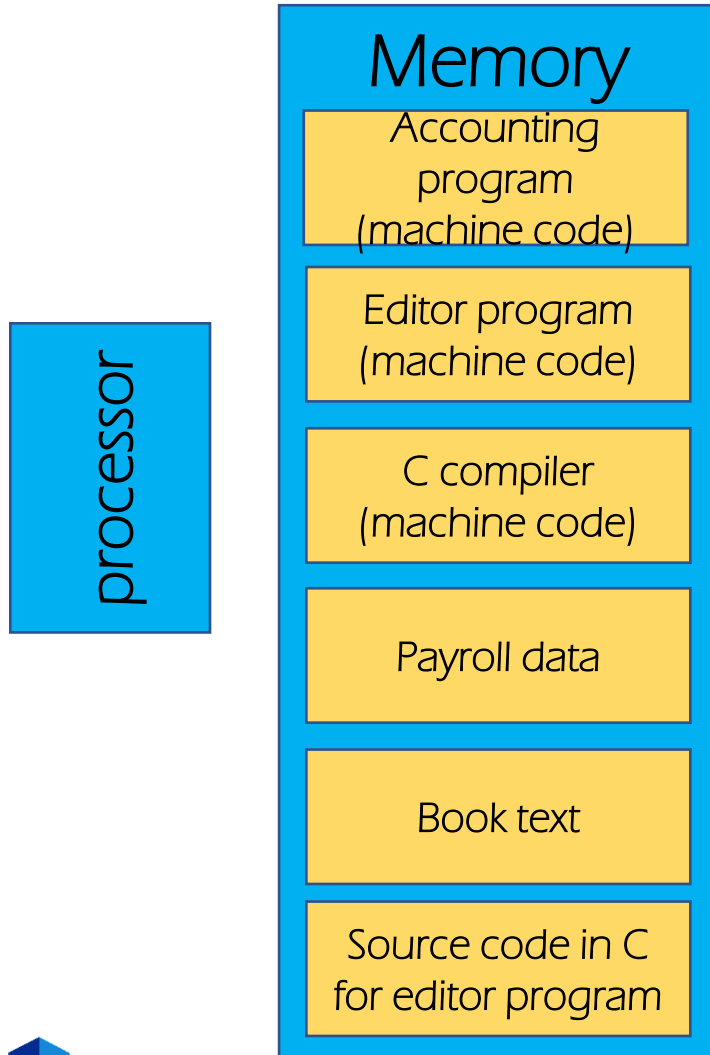 Memory
Accounting
program
(machine code)
Editor program
(machine code)
processor
C compiler
(machine code)
Payroll data
Book text
Source code in C
for editor program